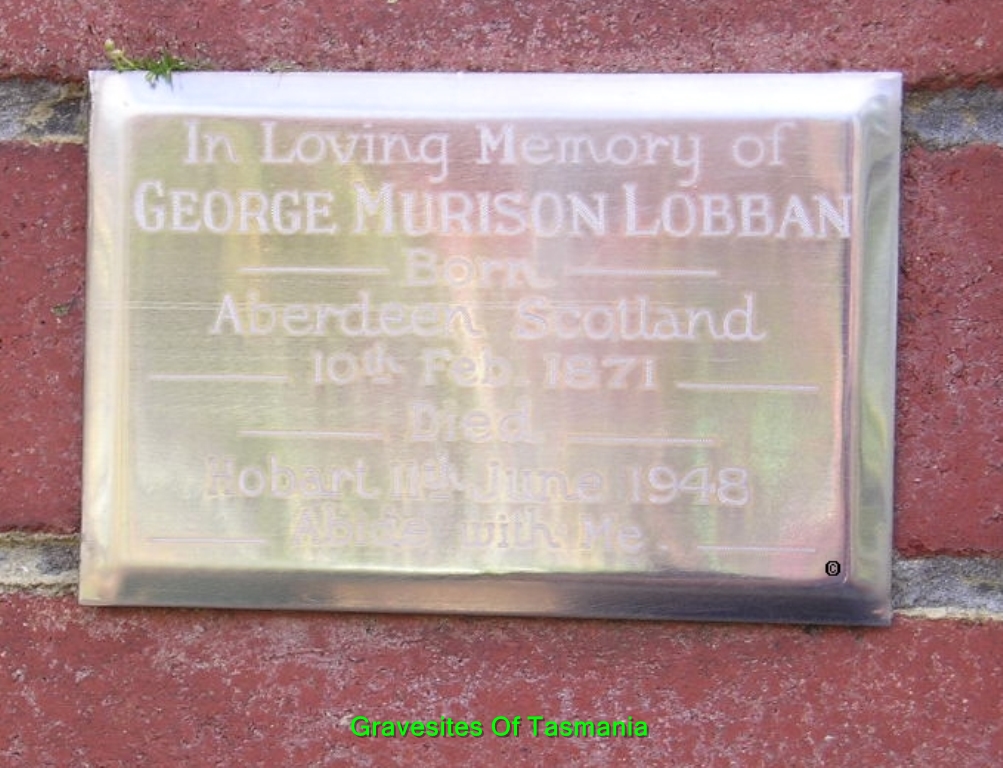 In Loving Memory of
GEORGE MURISON LOBBAN
Born
Aberdeen Scotland
10th Feb. 1871
Died
Hobart 11th June 1948
Abide with Me.
©
Gravesites Of Tasmania